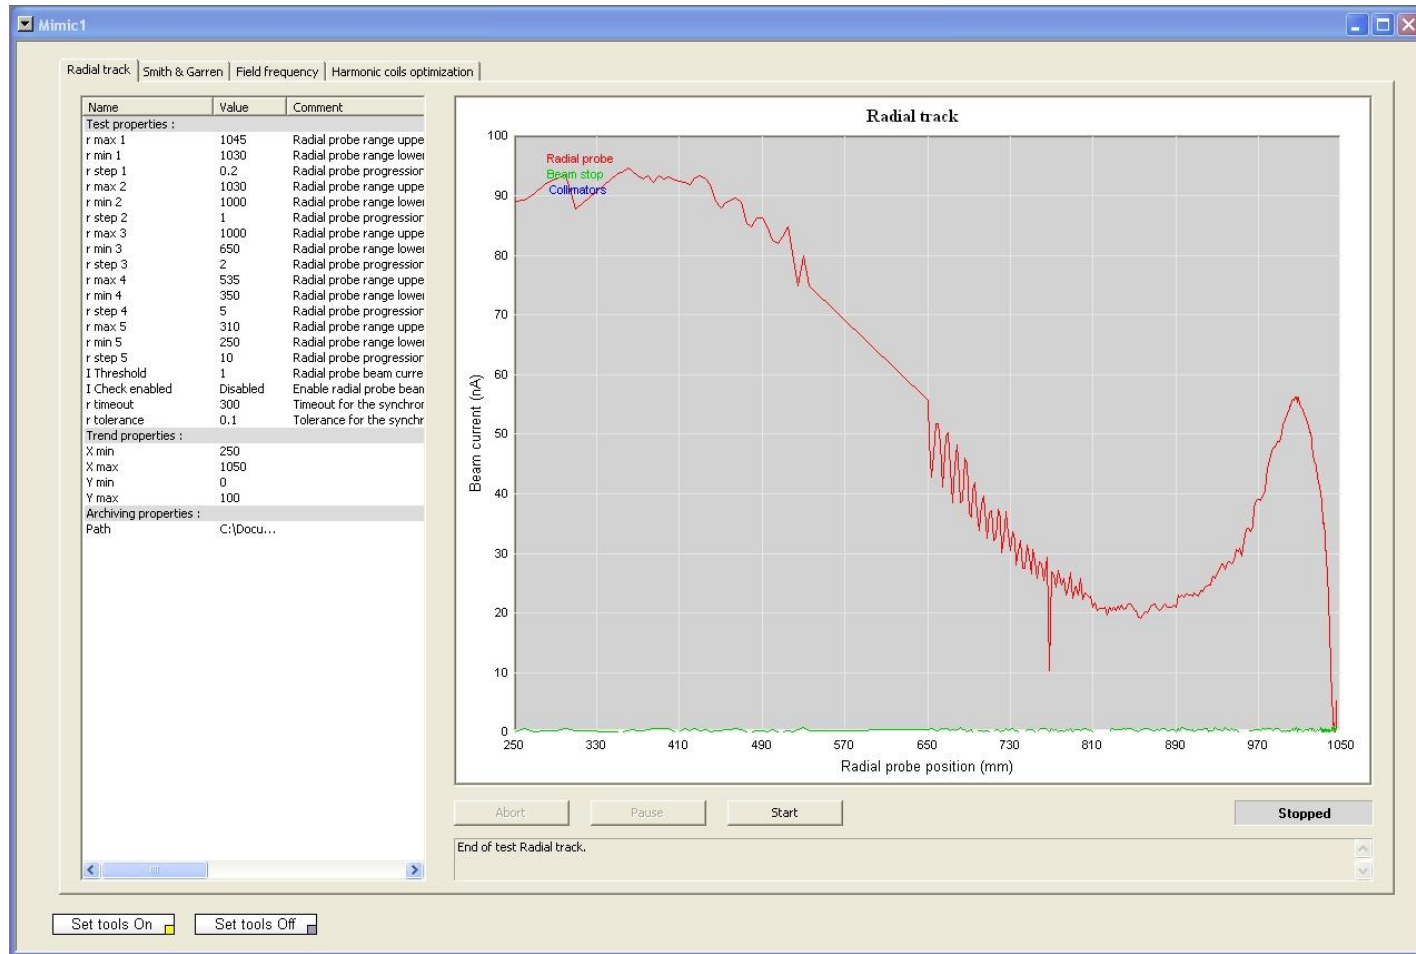 Mimic1
Radial track Smith & Garren Field frequency Harmonic coils optimization
Name Value Comment
Test properties :
r max 1 1045 Radial probe range uppe
r min 1 1030 Radial probe range lower
r step 1 0.2 Radial probe progression
r max 2 1030 Radial probe range uppe
r min 2 1000 Radial probe range lower
r step 2 1 Radial probe progression
r max 3 1000 Radial probe range uppe
r min 3 650 Radial probe range lower
r step 3 2 Radial probe progression
r max 4 535 Radial probe range uppe
r min 4 350 Radial probe range lower
r step 4 5 Radial probe progression
r max 5 310 Radial probe range uppe
r min 5 250 Radial probe range lower
r step 5 10 Radial probe progression
I Threshold 1 Radial probe beam curre
I Check enabled Disabled Enable radial probe bean
r timeout 300 Timeout for the synchror
r tolerance 0.1 Tolerance for the synchr
Trend properties :
X min 250
X max 1050
Y min 0
Y max 100
Archiving properties :
Path C:\Docu...
Radial track
Radial probe
Beam stop
Collimators
100
90
80
70
60
50
40
30
20
10
0
Beam current (nA)
250 330 410 490 570 650 730 810 890 970 1050
Radial probe position (mm)
Abort Pause Start Stopped
End of test Radial track.
Set tools On Set tools Off